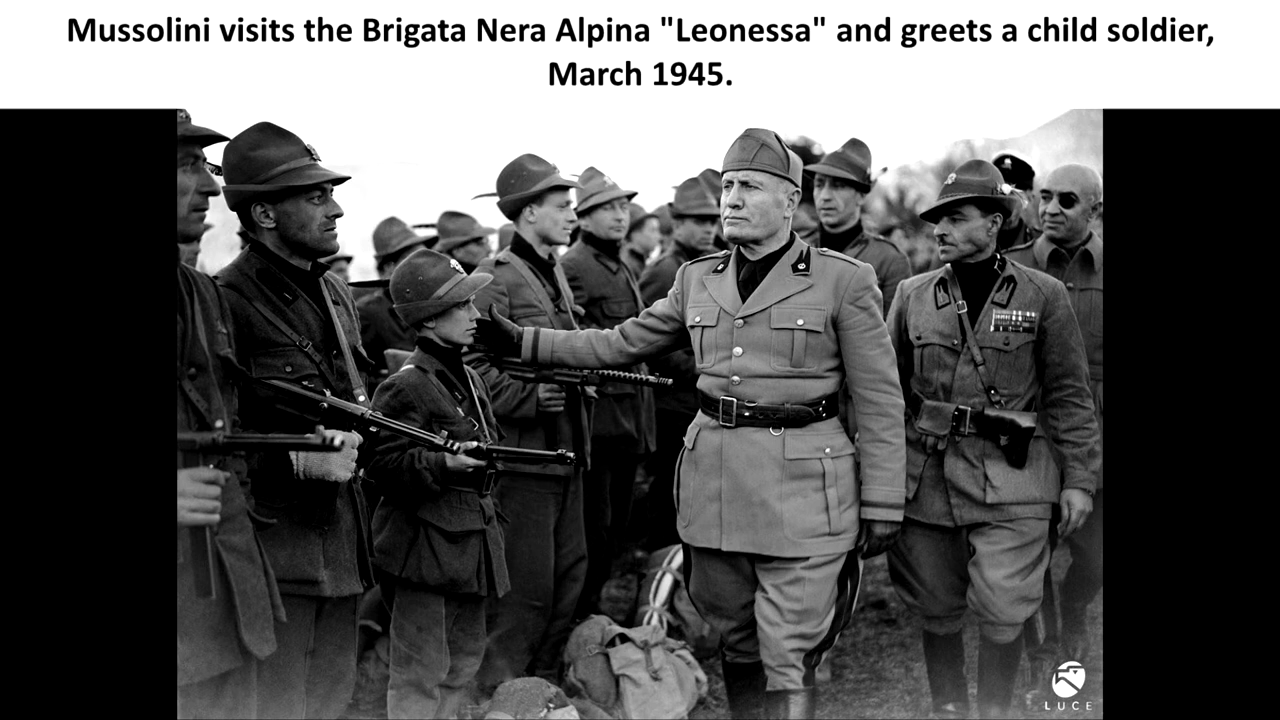 Mussolini visits the Brigata Nera Alpina "Leonessa" and greets a child soldier,
March 1945.
LUCE